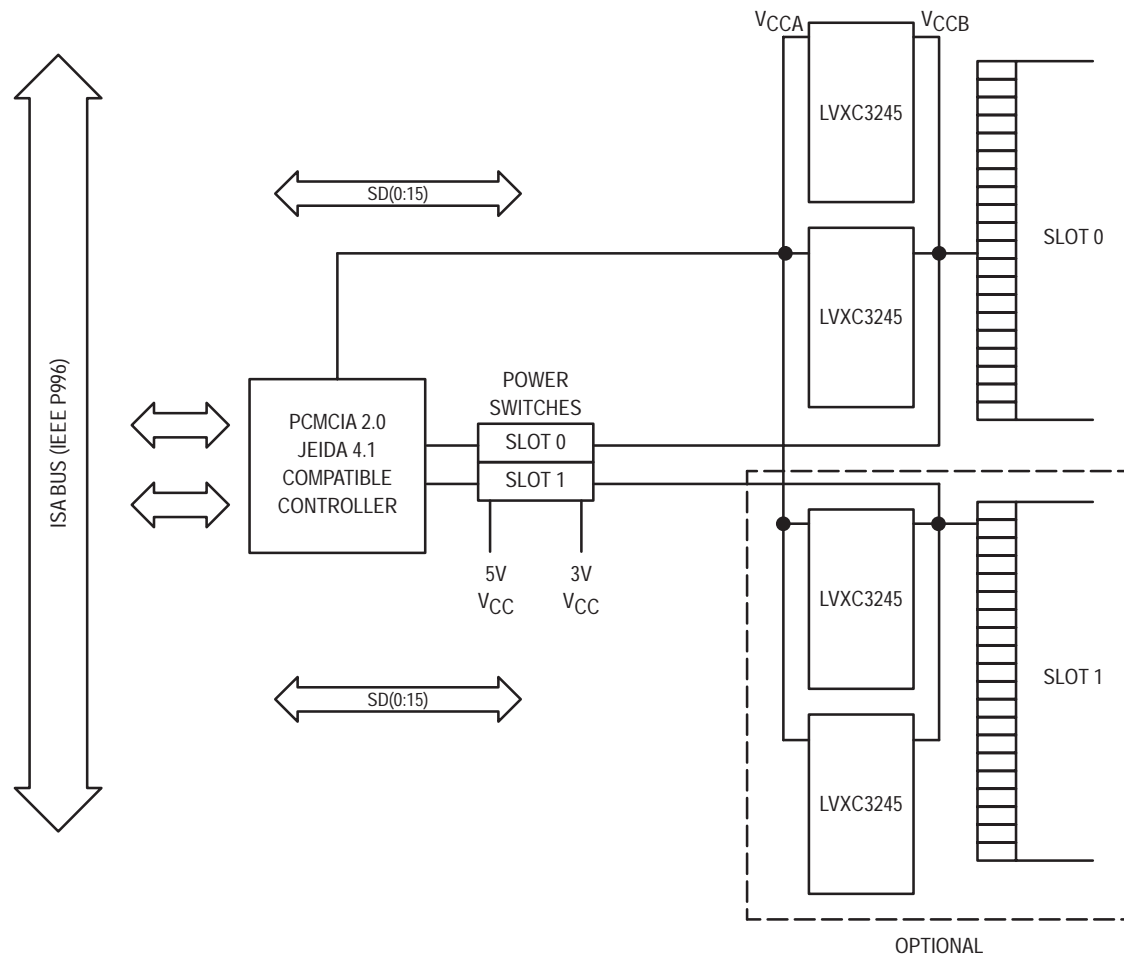 VCCA
VCCB
LVXC3245
SD(0:15)
SLOT 0
LVXC3245
ISA BUS (IEEE P996)
POWER
SWITCHES
PCMCIA 2.0
JEIDA 4.1
COMPATIBLE
CONTROLLER
SLOT 0
SLOT 1
5V
VCC
3V
VCC
LVXC3245
SD(0:15)
SLOT 1
LVXC3245
OPTIONAL